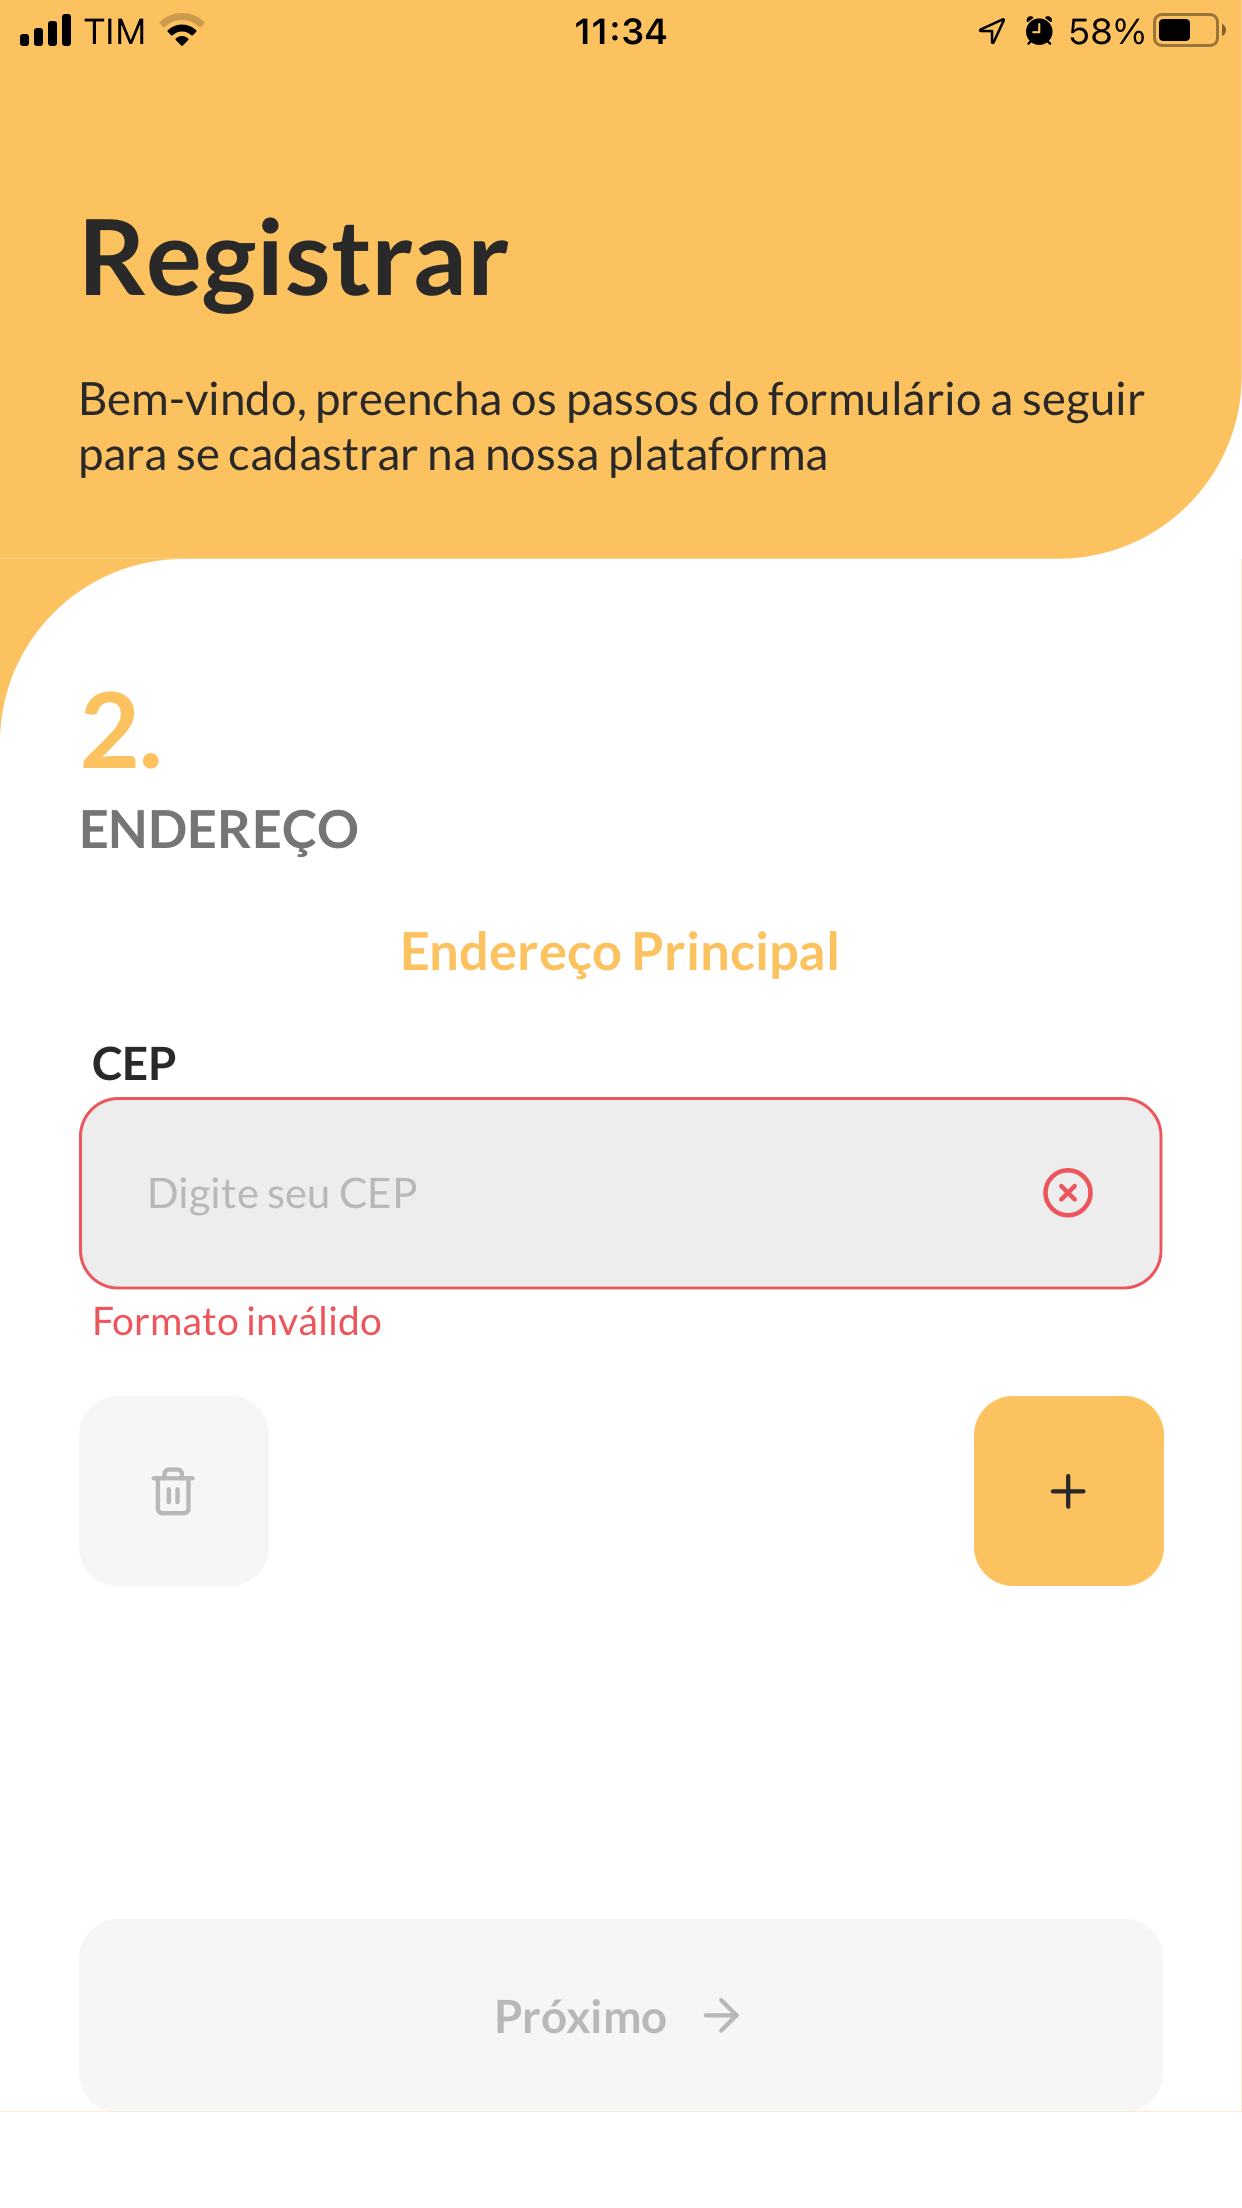 TIM 11:34 58%
Registrar
Bem-vindo, preencha os passos do formulário a seguir
para se cadastrar na nossa plataforma
2.
ENDEREÇO
Endereço Principal
CEP
Digite seu CEP
Formato inválido
Próximo